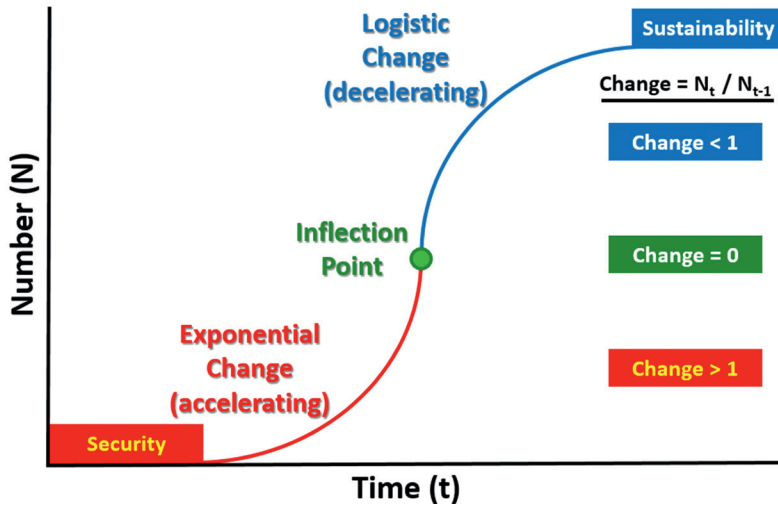 Logistic
Change
(decelerating)
Sustainability
Change = Nₜ / Nₜ₋₁
Change < 1
Inflection
Point
Change = 0
Exponential
Change
(accelerating)
Change > 1
Security
Number (N)
Time (t)